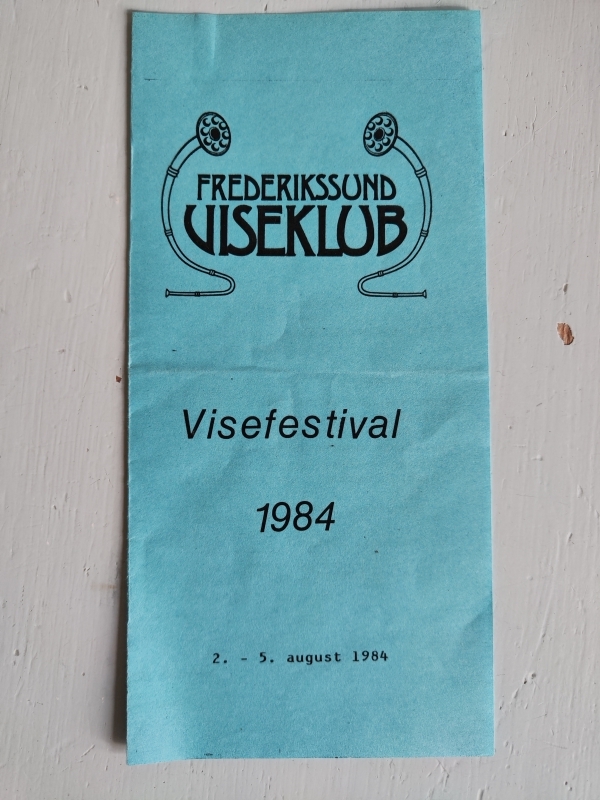 FREDERIKSSUND
VISEKLUB
Visefestival
1984
2. - 5. august 1984